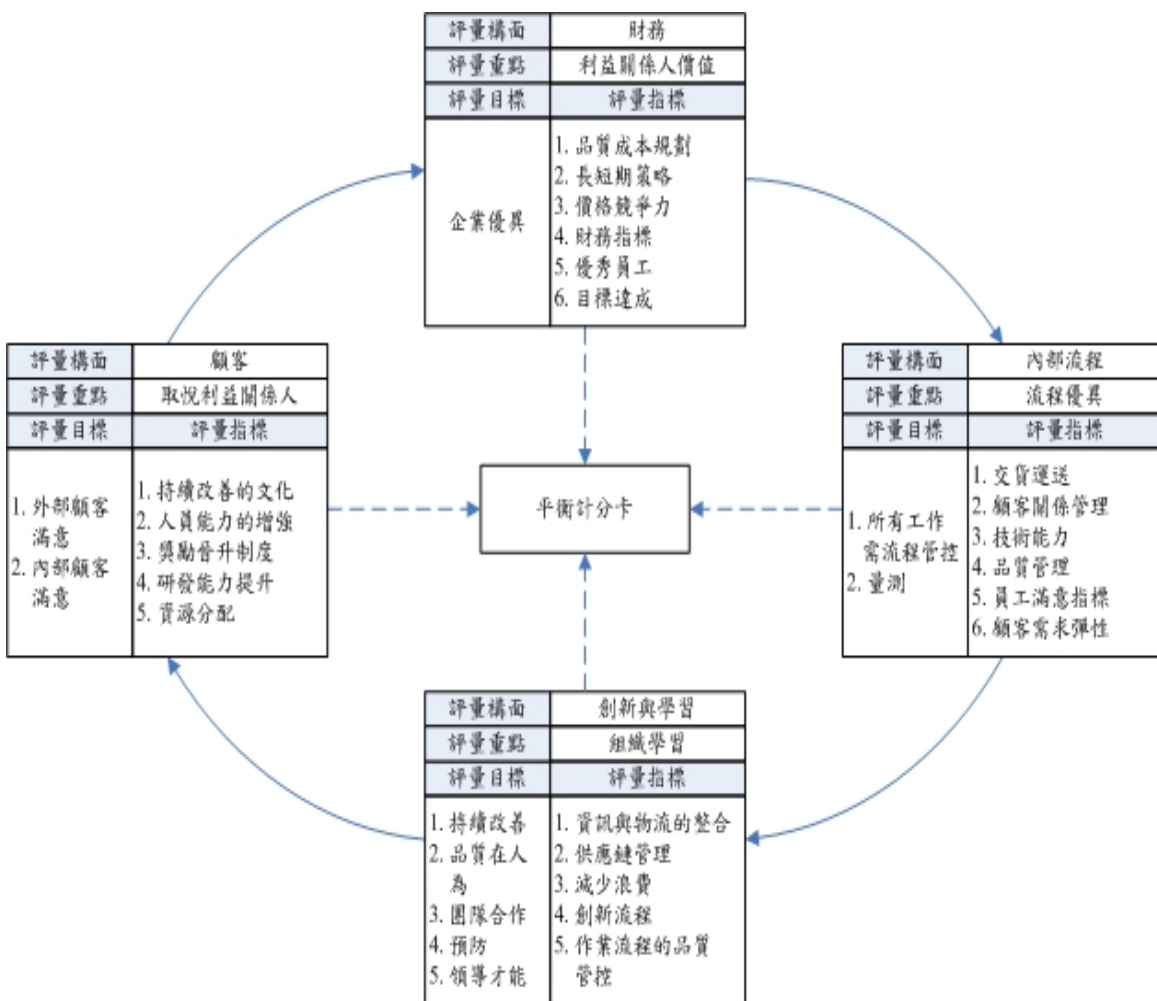 評量構面 財務
評量重點 利益關係人價值
評量目標 評量指標
企業優異
1. 品質成本規劃
2. 長短期策略
3. 價格競爭力
4. 財務指標
5. 優秀員工
6. 目標達成
評量構面 顧客
評量重點 取悅利益關係人
評量目標 評量指標
1. 外部顧客
滿意
2. 內部顧客
滿意
1. 持續改善的文化
2. 人員能力的增強
3. 獎勵晉升制度
4. 研發能力提升
5. 資源分配
平衡計分卡
評量構面 內部流程
評量重點 流程優異
評量目標 評量指標
1. 所有工作
需流程管控
2. 量測
1. 交貨運送
2. 顧客關係管理
3. 技術能力
4. 品質管理
5. 員工滿意指標
6. 顧客需求彈性
評量構面 創新與學習
評量重點 組織學習
評量目標 評量指標
1. 持續改善
2. 品質在人
為
3. 團隊合作
4. 預防
5. 領導才能
1. 資訊與物流的整合
2. 供應鏈管理
3. 減少浪費
4. 創新流程
5. 作業流程的品質
管控